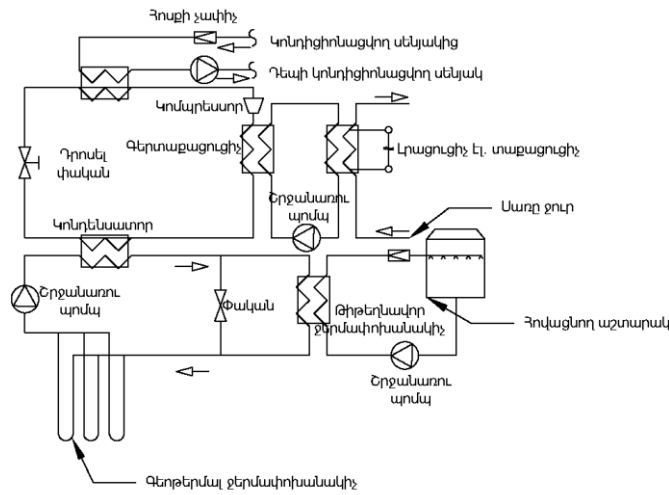 Հոսքի չափիչ
Կոնդիցիոնացվող սենյակից
Դեպի կոնդիցիոնացվող սենյակ
Կոմպրեսսոր
Դրոսել
փական
Գերտաքացուցիչ
Լրացուցիչ էլ. տաքացուցիչ
Շրջանառու
պոմպ
Սառը ջուր
Կոնդենսատոր
Շրջանառու
պոմպ
Փական
Թիթեղնավոր
ջերմափոխանակիչ
Հովացնող աշտարակ
Շրջանառու
պոմպ
Գեոթերմալ ջերմափոխանակիչ